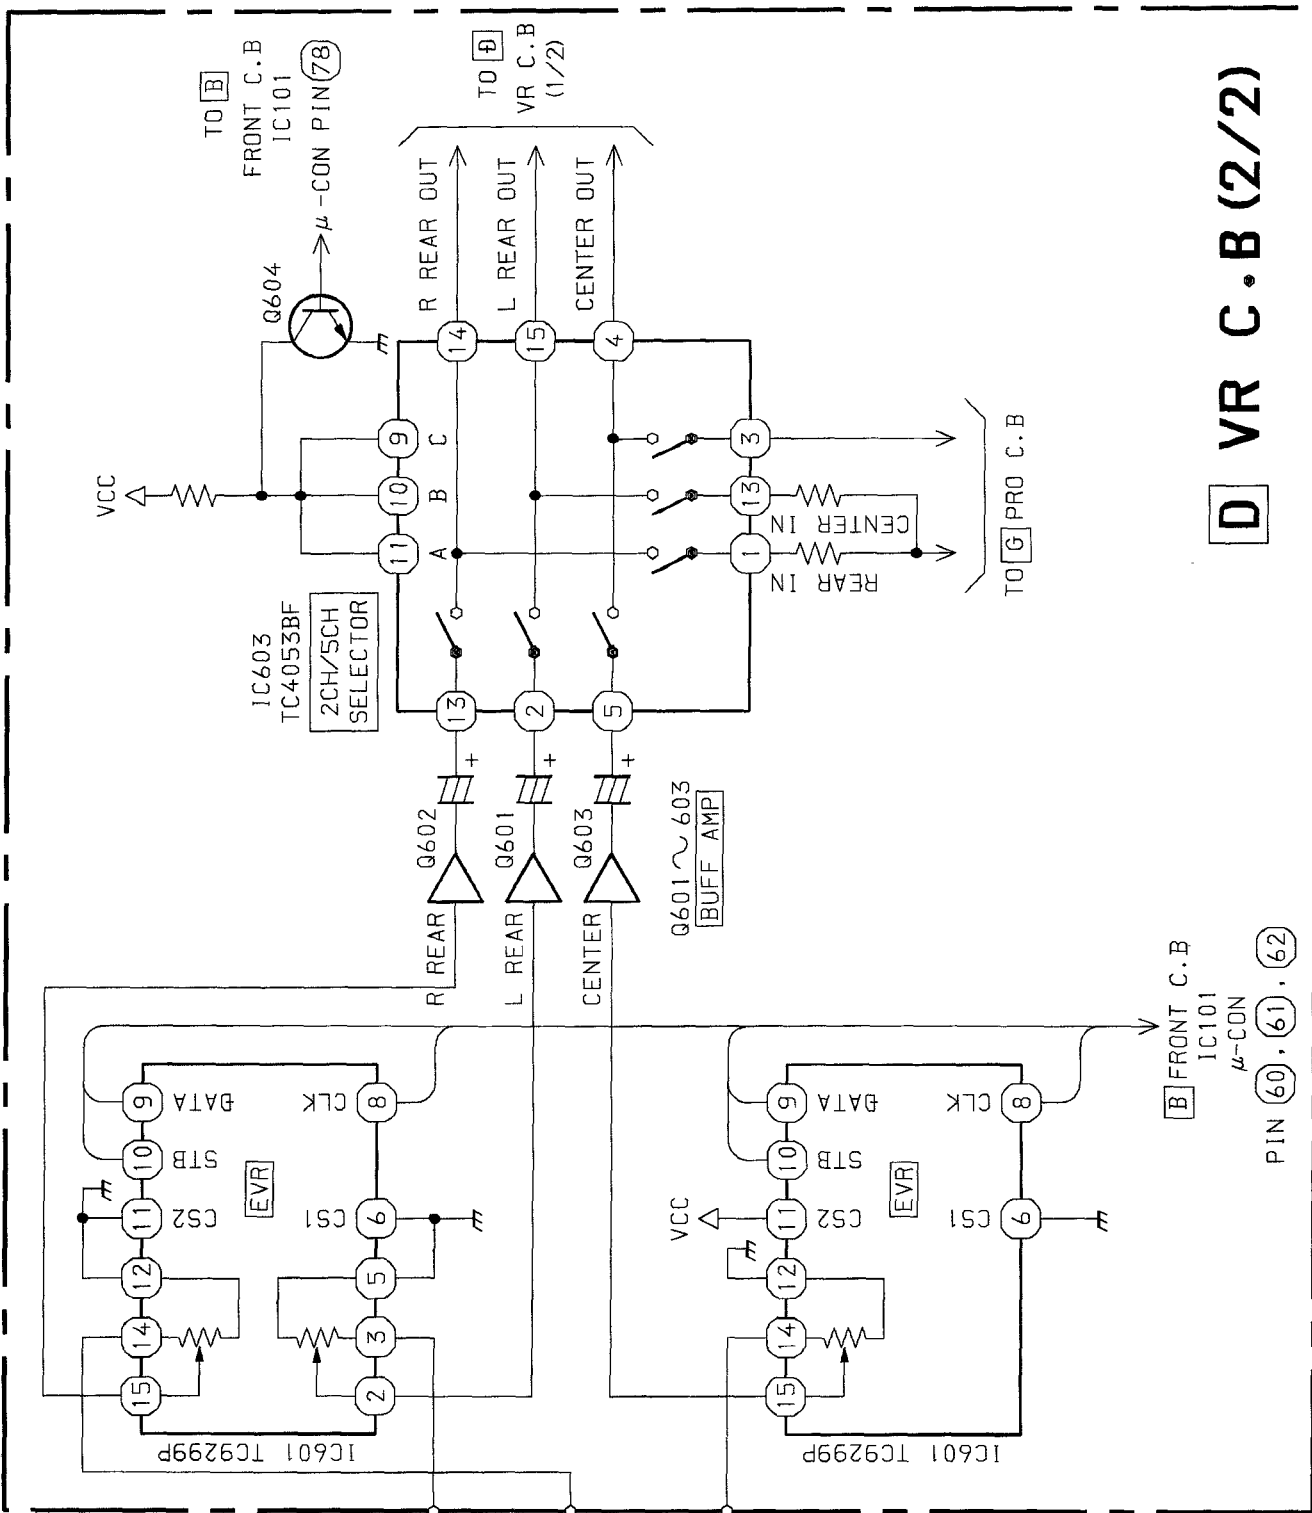 TO B
FRONT C.B
IC101
μ-CON PIN 78
Q604
VCC
TO D
VR C.B
(1/2)
R REAR OUT
L REAR OUT
CENTER OUT
14
15
4
9
10
11
C
B
A
IC603
TC4053BF
2CH/5CH
SELECTOR
13
2
5
3
13
1
CENTER IN
REAR IN
TO G PRO C.B
D VR C.B (2/2)
+
+
+
Q602
Q601
Q603
Q601~603
BUFF AMP
R REAR
L REAR
CENTER
9
10
11
12
14
15
DATA
STB
CS2
EVR
CLK
CS1
8
6
5
3
2
IC601 TC9299P
VCC
9
10
11
12
14
15
DATA
STB
CS2
EVR
CLK
CS1
8
6
IC601 TC9299P
B FRONT C.B
IC101
μ-CON
PIN 60, 61, 62